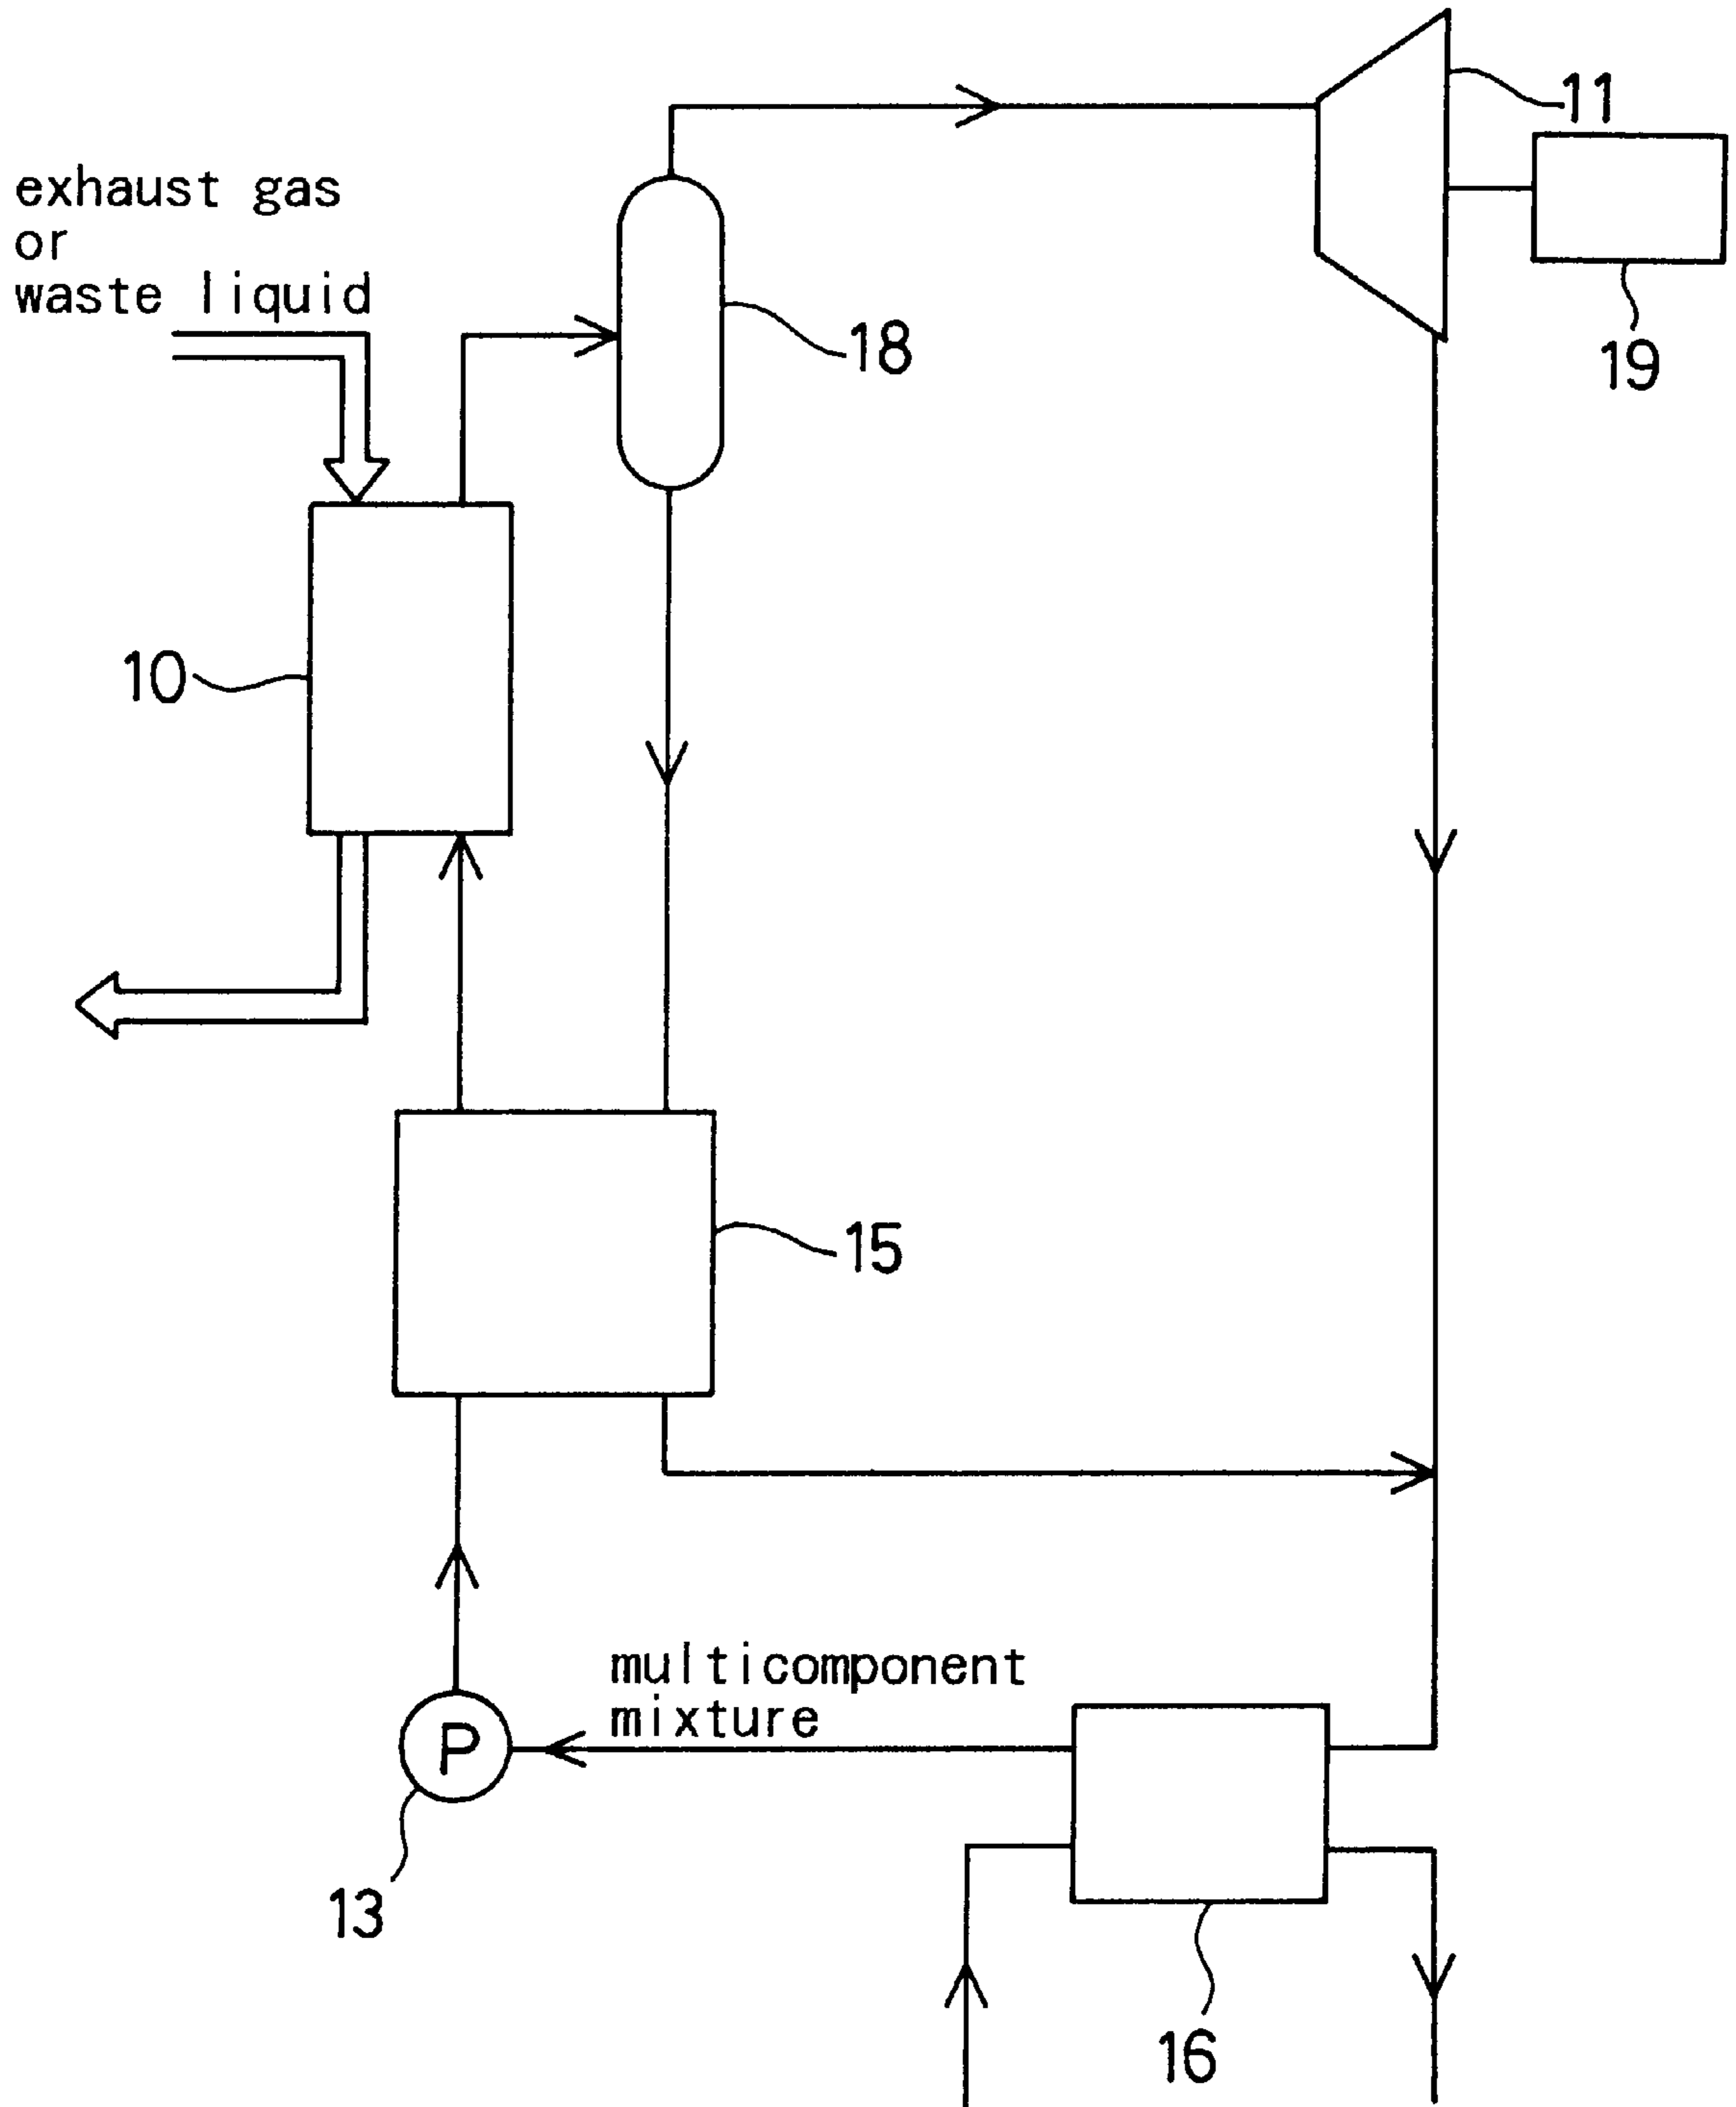 11
exhaust gas
or
waste liquid
18
19
10
15
multicomponent
mixture
P
13
16